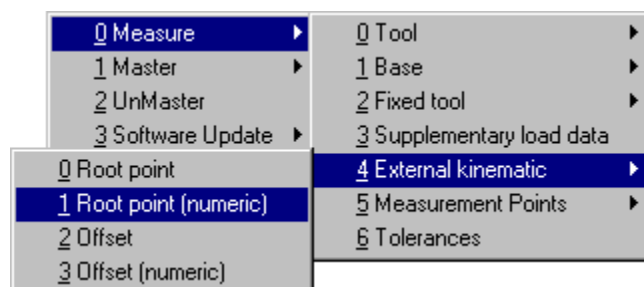 0 Measure
1 Master
2 UnMaster
3 Software Update
0 Tool
1 Base
2 Fixed tool
3 Supplementary load data
4 External kinematic
5 Measurement Points
6 Tolerances
0 Root point
1 Root point (numeric)
2 Offset
3 Offset (numeric)